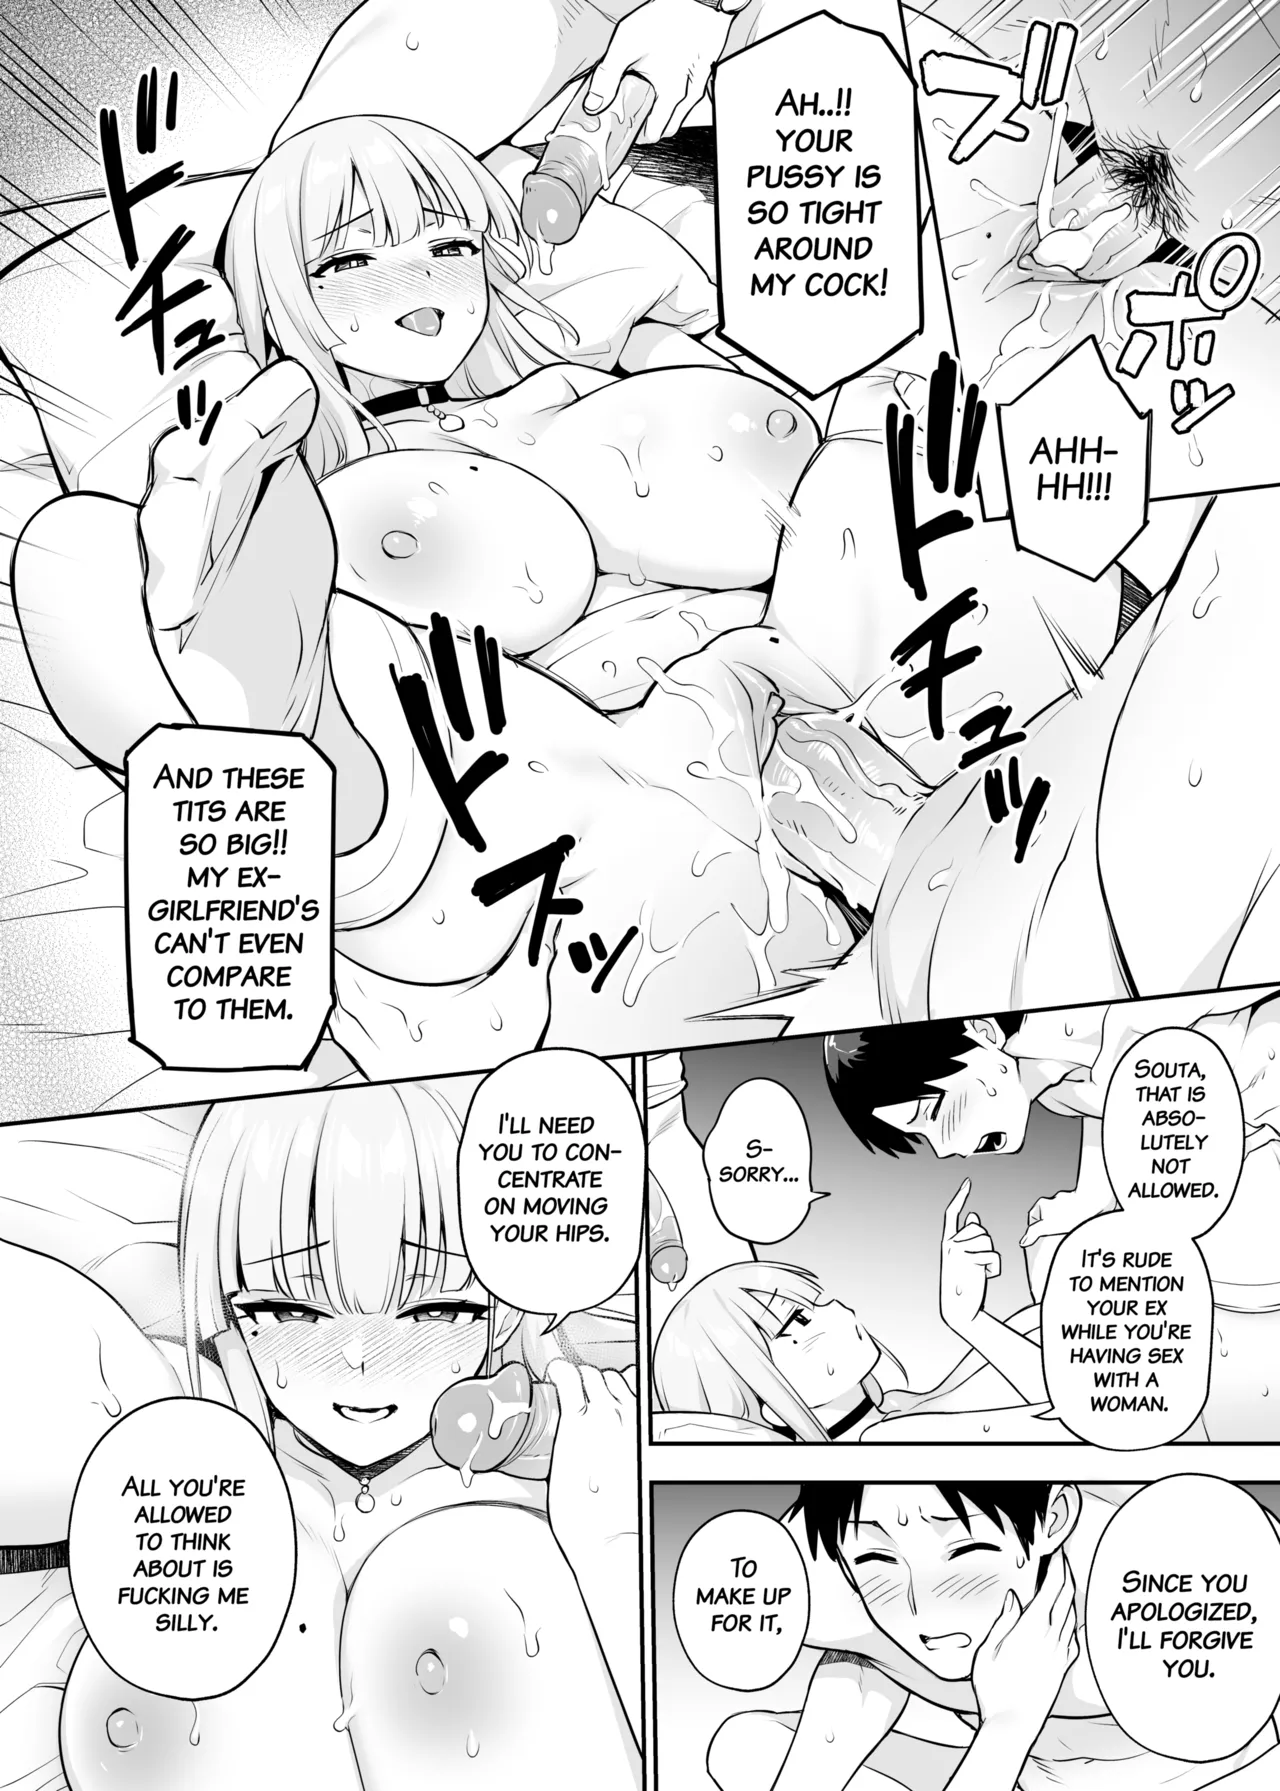 ズ
ポッ
AH..!!
YOUR
PUSSY IS
SO TIGHT
AROUND
MY COCK!
AHH-
HH!!!
ドチュッ
ドチュッ
ドズッ
AND THESE
TITS ARE
SO BIG!!
MY EX-
GIRLFRIEND'S
CAN'T EVEN
COMPARE
TO THEM.
SOUTA,
THAT IS
ABSO-
LUTELY
NOT
ALLOWED.
IT'S RUDE
TO MENTION
YOUR EX
WHILE YOU'RE
HAVING SEX
WITH A
WOMAN.
S-
SORRY...
SINCE YOU
APOLOGIZED,
I'LL FORGIVE
YOU.
TO
MAKE UP
FOR IT,
I'LL NEED
YOU TO CON-
CENTRATE
ON MOVING
YOUR HIPS.
ALL YOU'RE
ALLOWED
TO THINK
ABOUT IS
FUCKING ME
SILLY.